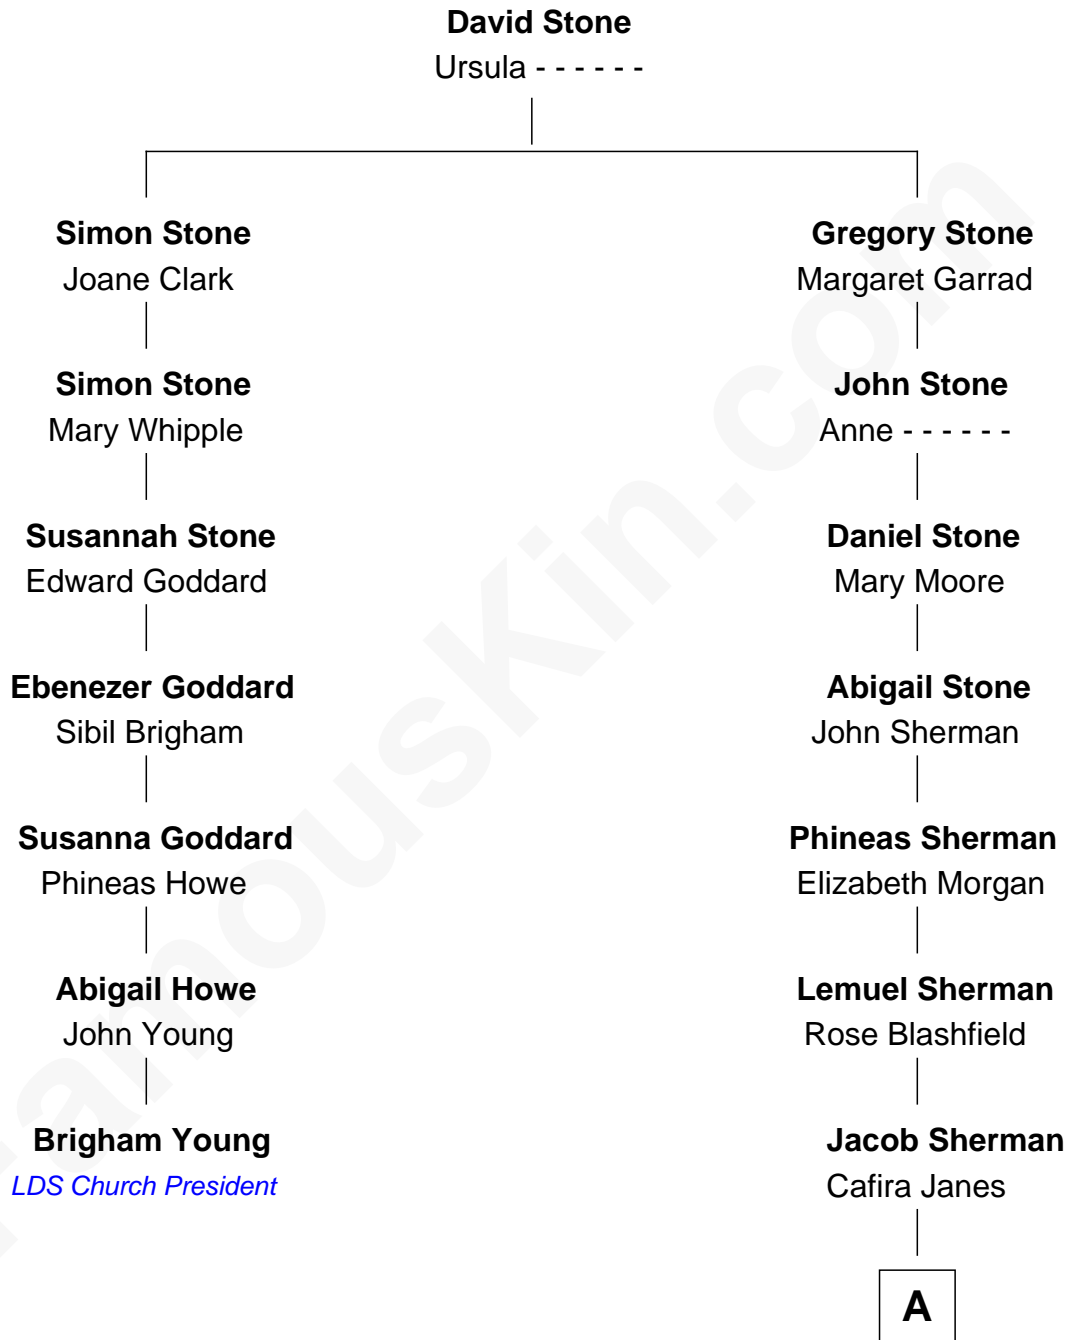 David Stone
Ursula - - - - - -
Simon Stone
Joane Clark
Gregory Stone
Margaret Garrad
Simon Stone
Mary Whipple
John Stone
Anne - - - - - -
Susannah Stone
Edward Goddard
Daniel Stone
Mary Moore
Ebenezer Goddard
Sibil Brigham
Abigail Stone
John Sherman
Susanna Goddard
Phineas Howe
Phineas Sherman
Elizabeth Morgan
Abigail Howe
John Young
Lemuel Sherman
Rose Blashfield
Brigham Young
LDS Church President
Jacob Sherman
Cafira Janes
A
FamousKin.com